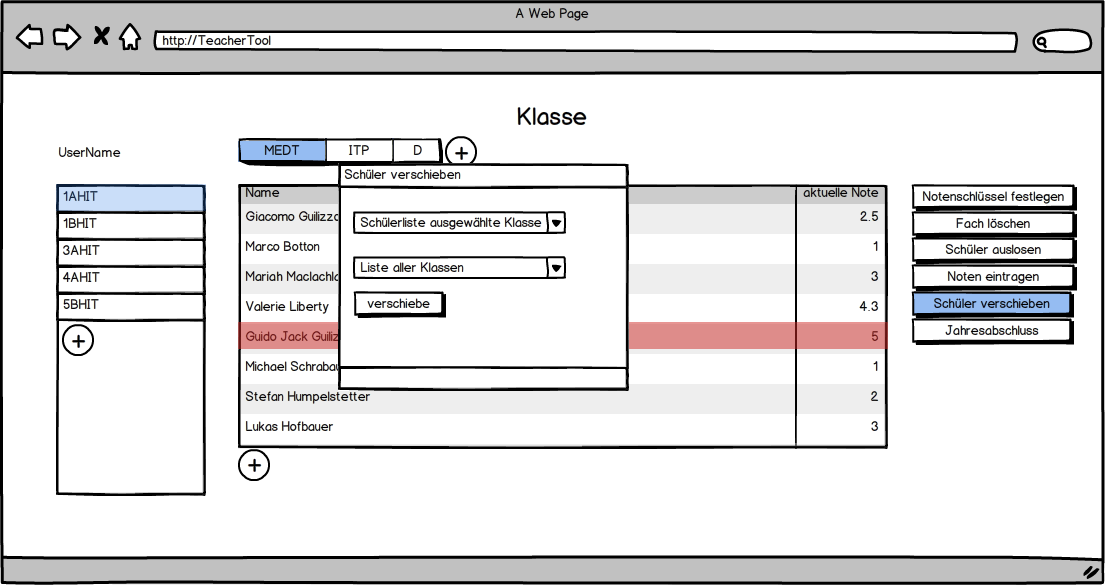 A Web Page
http://TeacherTool
Klasse
UserName
MEDT ITP D
1AHIT
1BHIT
3AHIT
4AHIT
5BHIT
Name aktuelle Note
Giacomo Guilizzo 2.5
Marco Botton 1
Mariah Maclachla 3
Valerie Liberty 4.3
Guido Jack Guiliz 5
Michael Schrabau 1
Stefan Humpelstetter 2
Lukas Hofbauer 3
Schüler verschieben
Schülerliste ausgewählte Klasse
Liste aller Klassen
verschiebe
Notenschlüssel festlegen
Fach löschen
Schüler auslosen
Noten eintragen
Schüler verschieben
Jahresabschluss